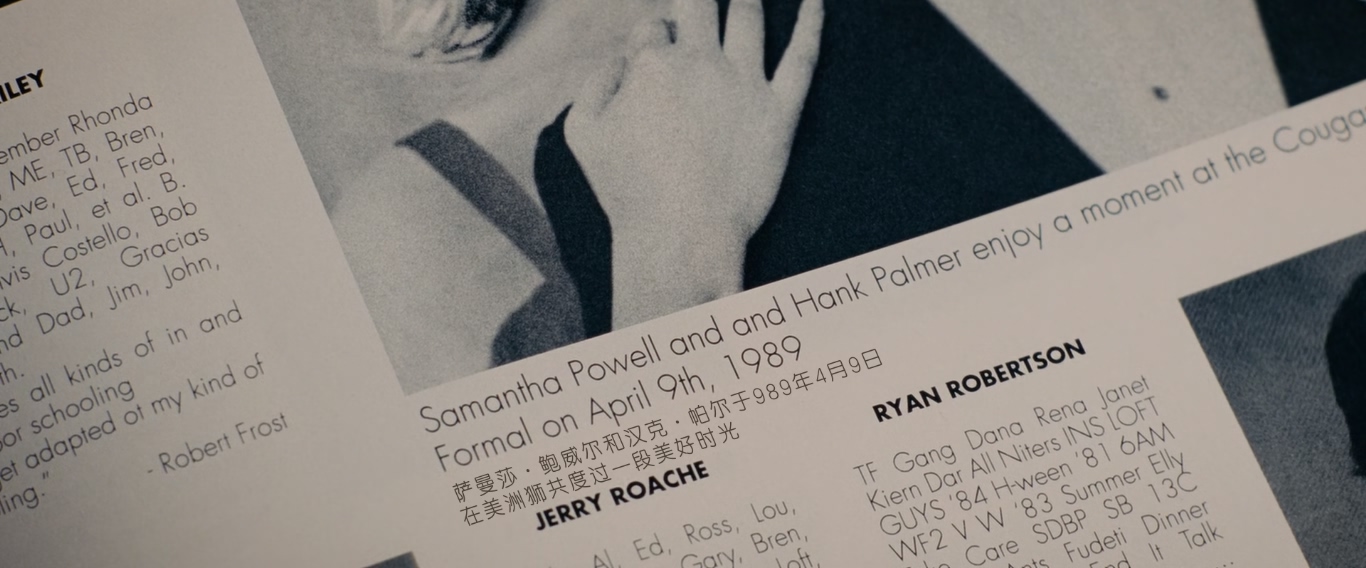 ILEY
ember Rhonda
ME, TB, Bren,
Dave, Ed, Fred,
Paul, et al. B.
vis Costello, Bob
ck, U2, Gracias
nd Dad, Jim, John,
th.
es all kinds of in and
or schooling
et adapted ot my kind of
ling."
- Robert Frost
Samantha Powell and and Hank Palmer enjoy a moment at the Couga
Formal on April 9th, 1989
萨曼莎·鲍威尔和汉克·帕尔于989年4月9日
在美洲狮共度过一段美好时光
JERRY ROACHE
Al, Ed, Ross, Lou,
Gary, Bren,
loft,
RYAN ROBERTSON
TF Gang Dana Rena Janet
Kiern Dar All Niters INS LOFT
GUYS '84 H-ween '81 6AM
WF2 V W '83 Summer Elly
Care SDBP SB 13C
Fudeti Dinner
End It Talk